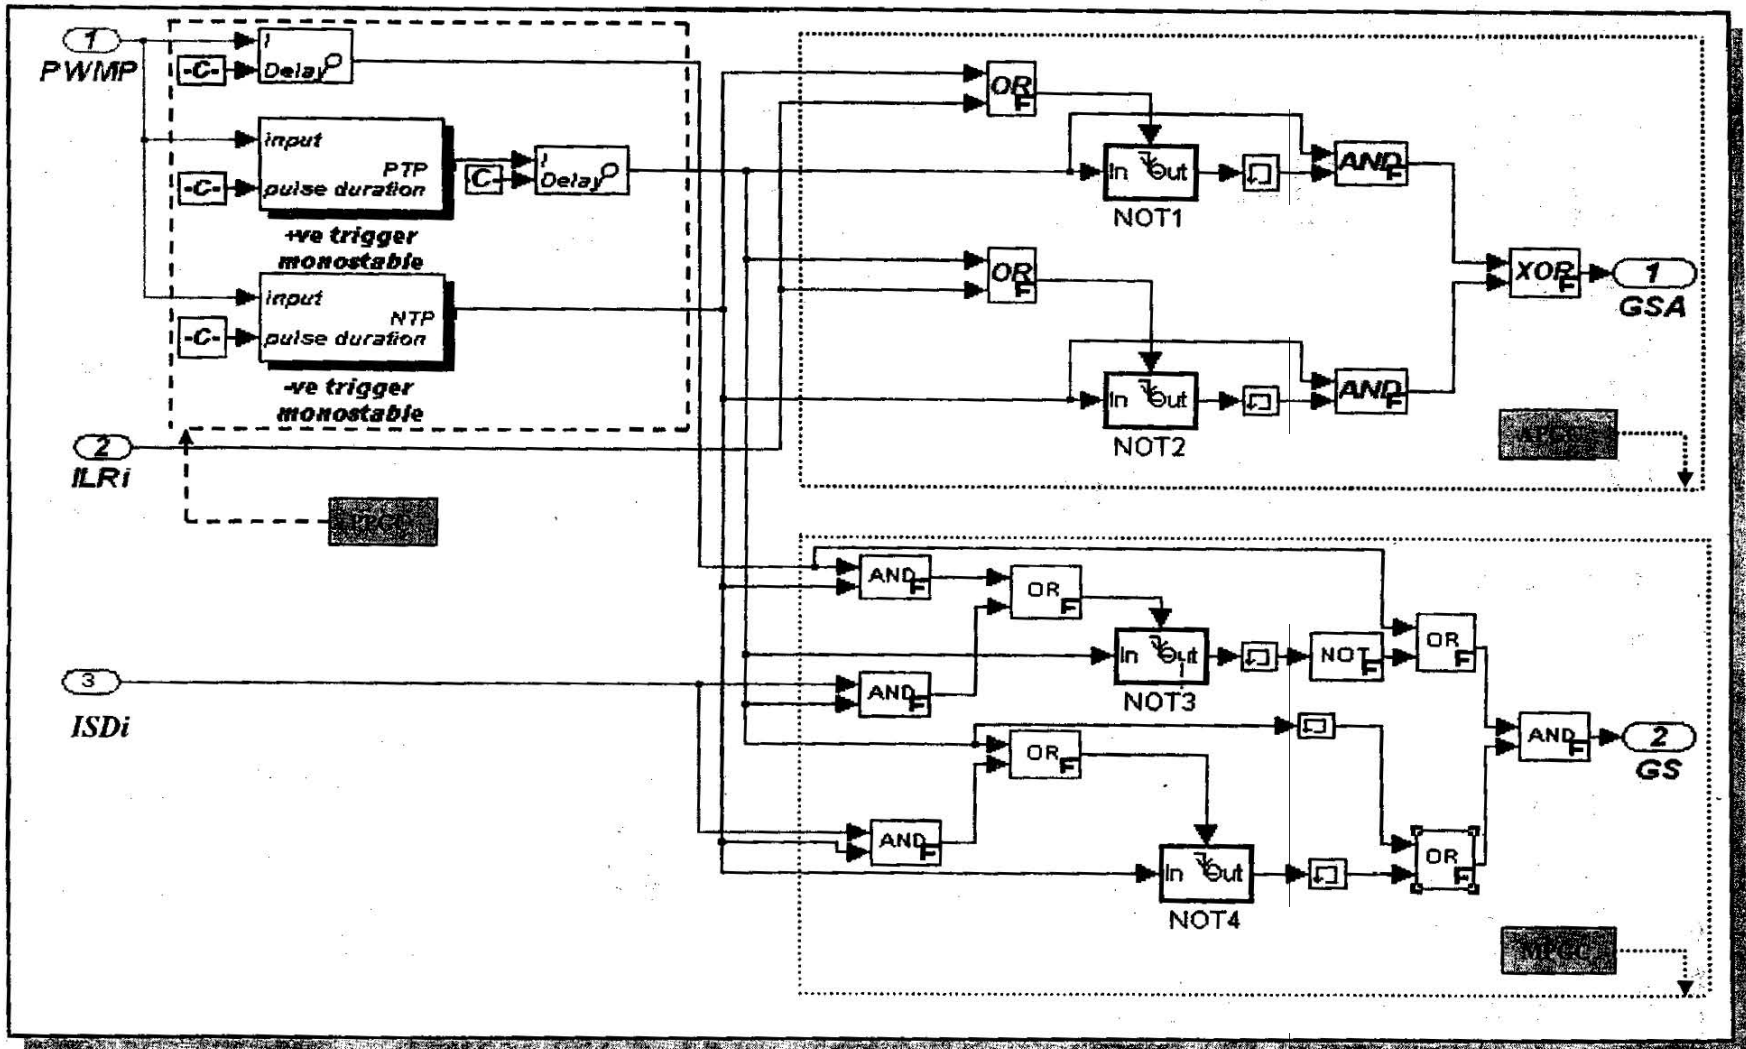 1
PWMP
-C-
Delay
input
PTP
-C-
pulse duration
C
Delay
+ve trigger
monostable
input
NTP
-C-
pulse duration
-ve trigger
monostable
2
ILRi
3
ISDi
OR
F
In
Out
NOT1
AND
F
OR
F
In
Out
NOT2
AND
F
XOR
F
1
GSA
AND
F
OR
F
In
Out
NOT3
NOT
F
OR
F
AND
F
OR
F
AND
F
In
Out
NOT4
OR
F
AND
F
2
GS
MPGC